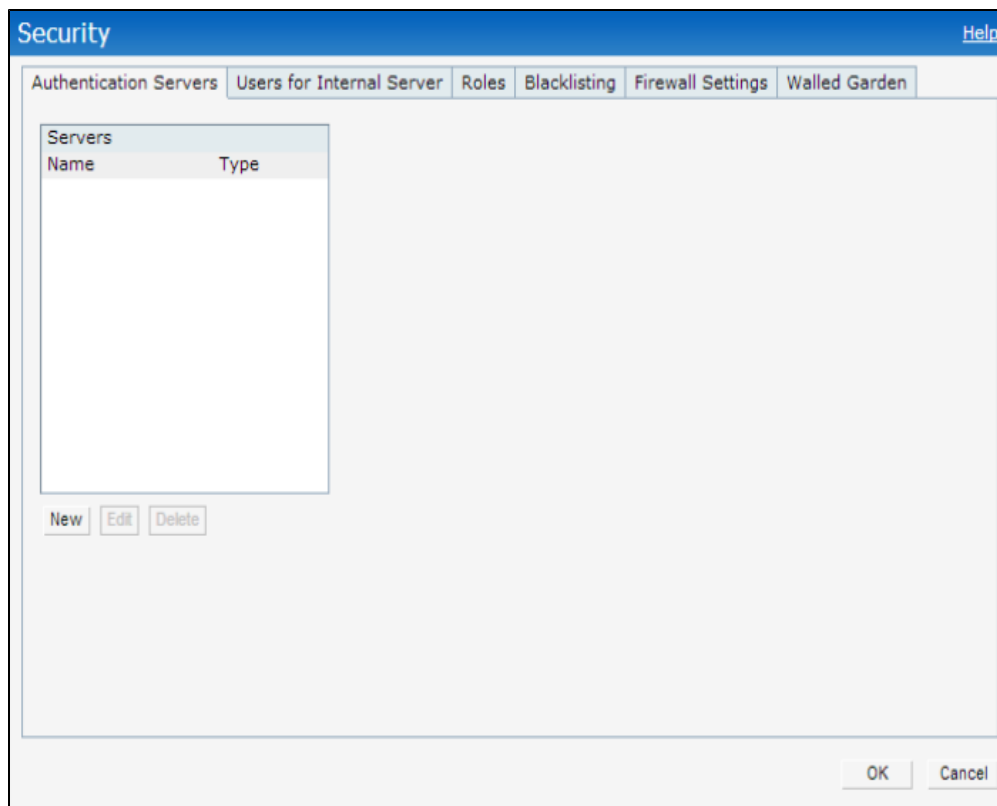 Security Help
Authentication Servers Users for Internal Server Roles Blacklisting Firewall Settings Walled Garden
Servers
Name Type
New Edit Delete
OK Cancel